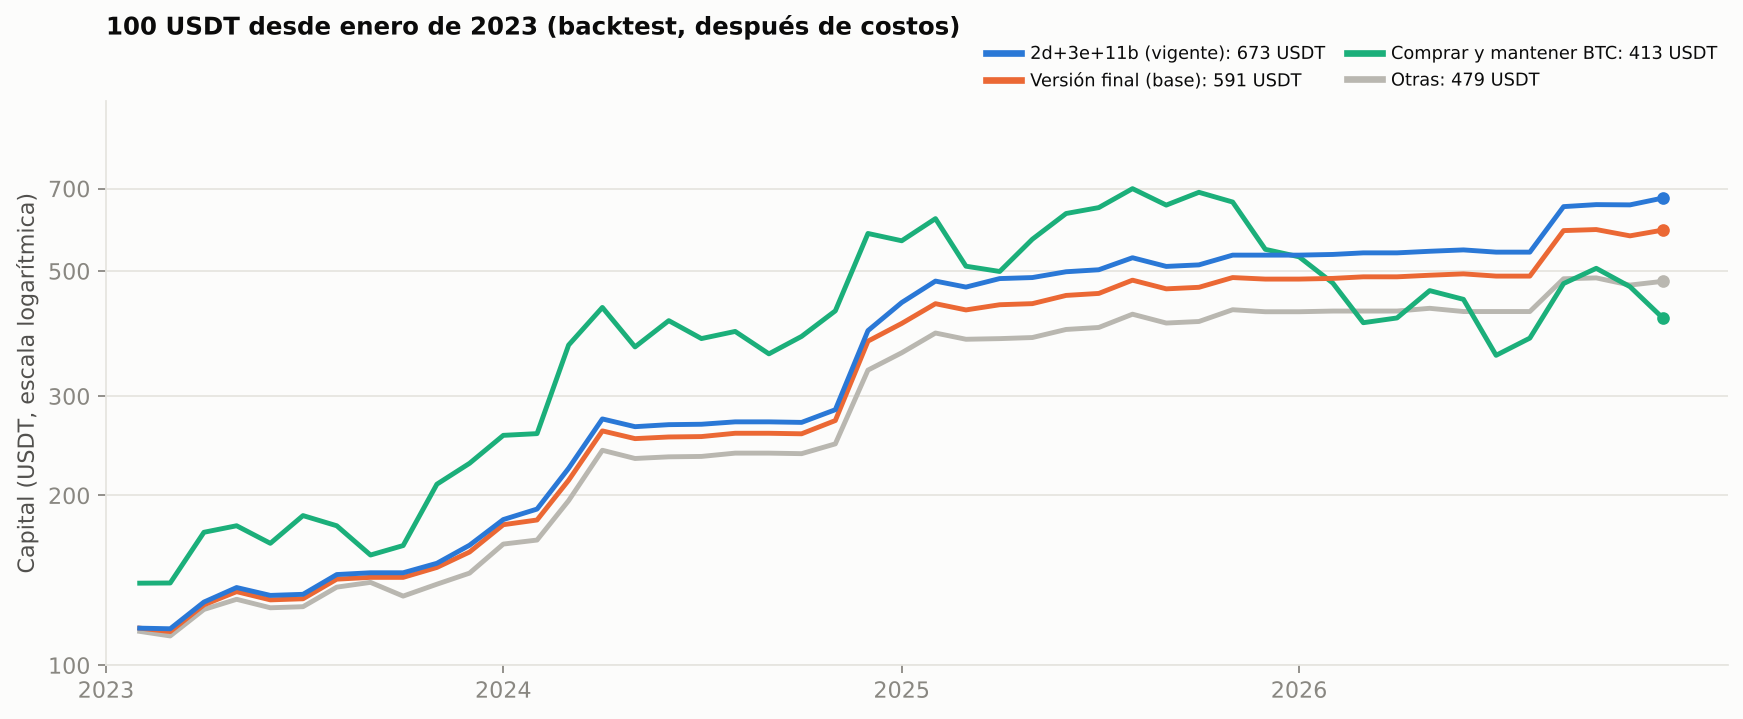 100 USDT desde enero de 2023 (backtest, después de costos)
2d+3e+11b (vigente): 673 USDT
Comprar y mantener BTC: 413 USDT
Versión final (base): 591 USDT
Otras: 479 USDT
Capital (USDT, escala logarítmica)
700
500
300
200
100
2023
2024
2025
2026